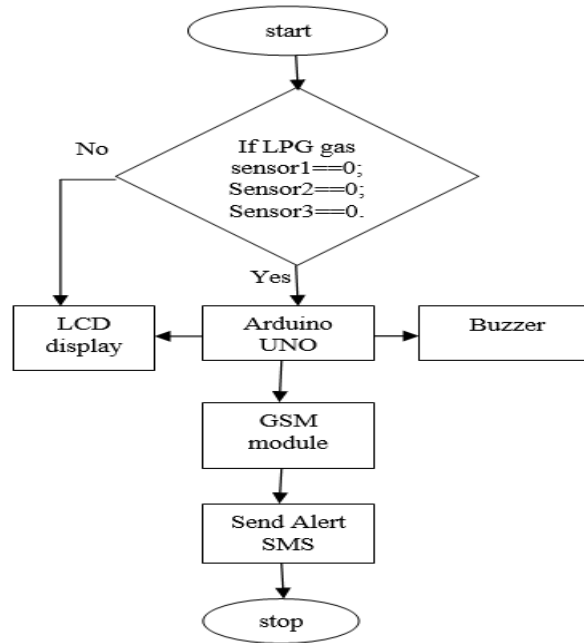 start
If LPG gas
sensor1==0;
Sensor2==0;
Sensor3==0.
No
Yes
LCD
display
Arduino
UNO
Buzzer
GSM
module
Send Alert
SMS
stop